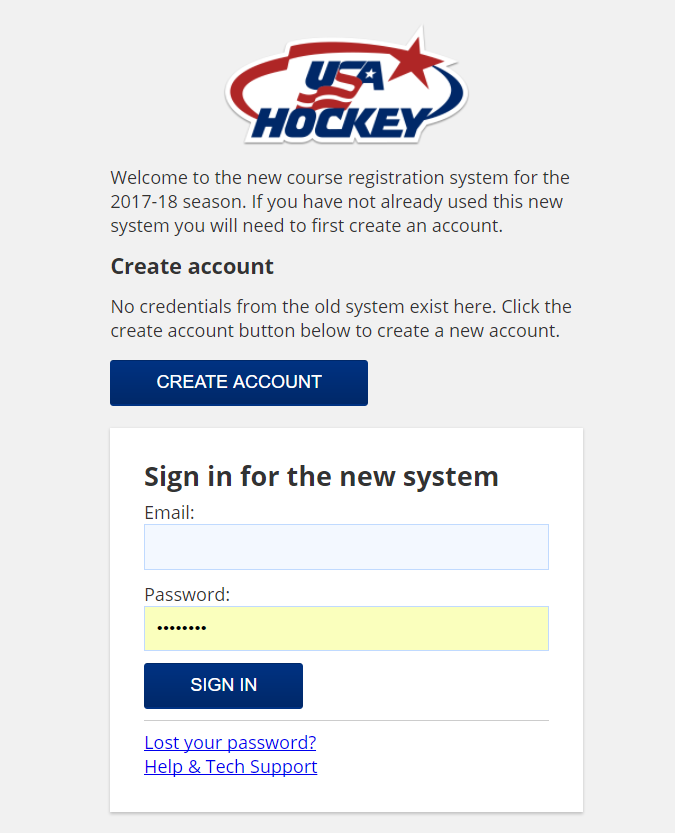 USA
HOCKEY
Welcome to the new course registration system for the
2017-18 season. If you have not already used this new
system you will need to first create an account.
Create account
No credentials from the old system exist here. Click the
create account button below to create a new account.
CREATE ACCOUNT
Sign in for the new system
Email:
Password:
••••••••
SIGN IN
Lost your password?
Help & Tech Support